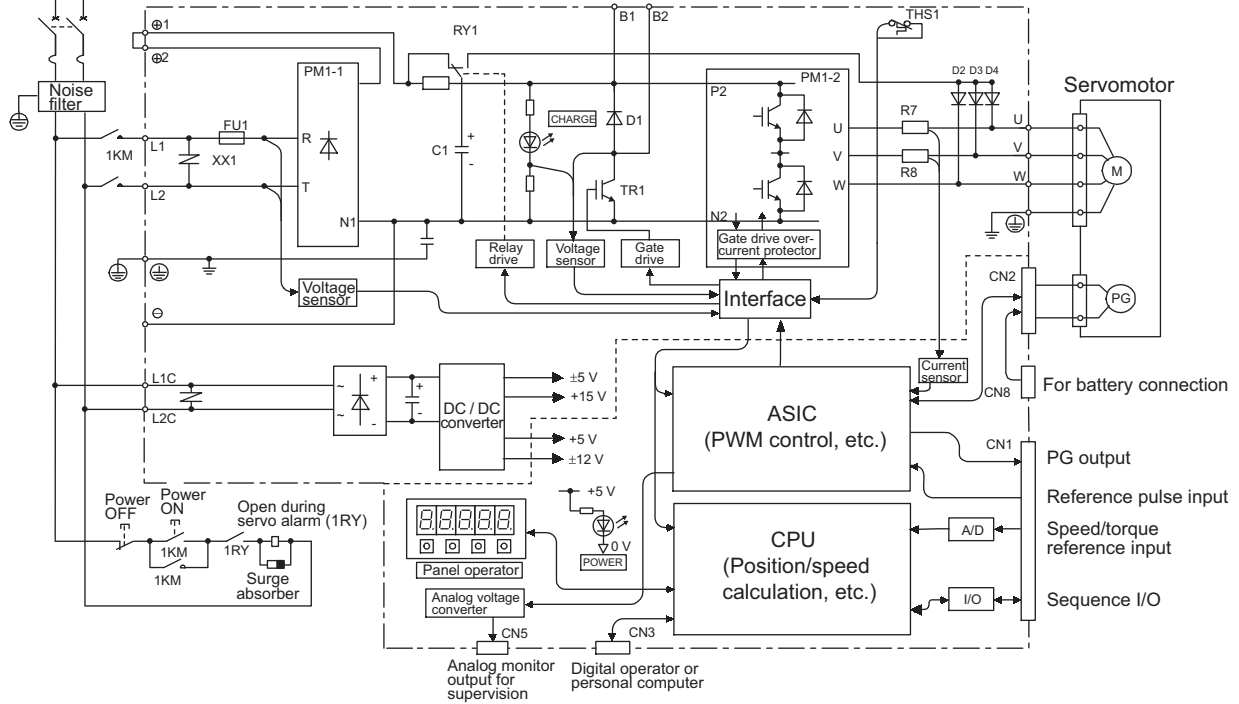 B1 B2
THS1
⊕1
⊕2
RY1
PM1-1
PM1-2
D2 D3 D4
Servomotor
Noise
filter
P2
R7
FU1
CHARGE
D1
L1
R
U
U
1KM
XX1
C1
+
-
V
V
M
R8
L2
T
TR1
W
W
N1
N2
Relay
drive
Voltage
sensor
Gate
drive
Gate drive over-
current protector
CN2
Voltage
sensor
Interface
PG
⊖
Current
sensor
L1C
~
+
+
±5 V
+15 V
CN8
For battery connection
ASIC
(PWM control, etc.)
L2C
~
-
-
DC / DC
converter
+5 V
±12 V
CN1
PG output
Power
OFF
Power
ON
Open during
servo alarm (1RY)
+5 V
Reference pulse input
8.8.8.8.8.
0 V
POWER
CPU
(Position/speed
calculation, etc.)
A/D
Speed/torque
reference input
1KM
1RY
1KM
Surge
absorber
Panel operator
Analog voltage
converter
I/O
Sequence I/O
CN5
CN3
Analog monitor
output for
supervision
Digital operator or
personal computer